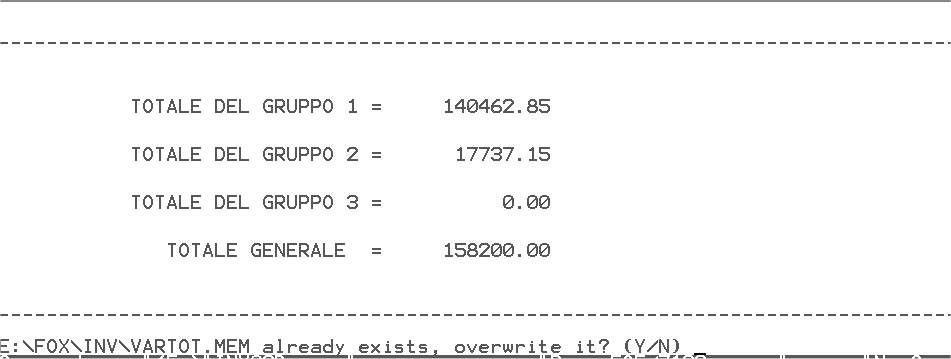 TOTALE DEL GRUPPO 1 = 140462.85
TOTALE DEL GRUPPO 2 = 17737.15
TOTALE DEL GRUPPO 3 = 0.00
TOTALE GENERALE = 158200.00
E:\FOX\INV\VARTOT.MEM already exists, overwrite it? (Y/N)